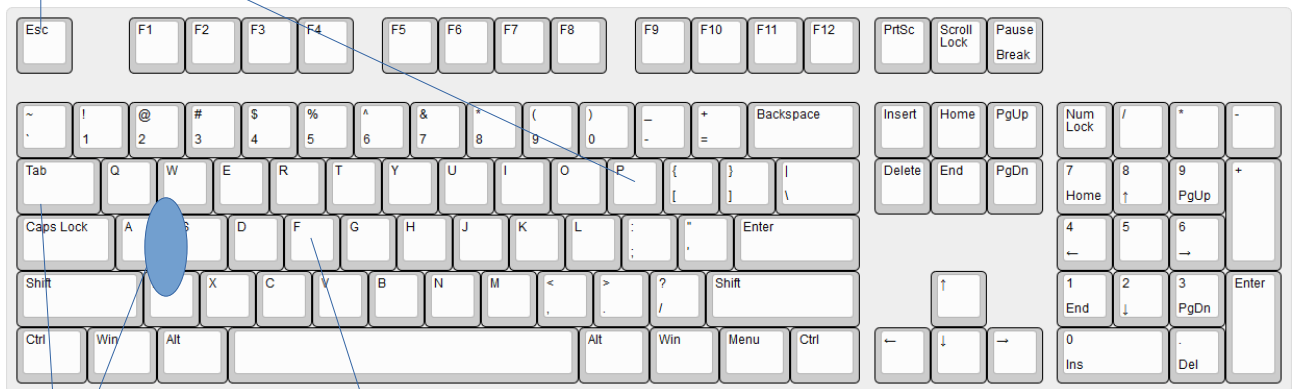 Esc F1 F2 F3 F4 F5 F6 F7 F8 F9 F10 F11 F12 PrtSc Scroll Lock Pause Break
~ ! @ # $ % ^ & * ( ) _ + Backspace Insert Home PgUp Num Lock / * -
` 1 2 3 4 5 6 7 8 9 0 - =
Tab Q W E R T Y U I O P { } | Delete End PgDn 7 8 9 +
[ ] \ Home ↑ PgUp
Caps Lock A S D F G H J K L : " Enter 4 5 6
; ' ← →
Shift X C V B N M < > ? Shift ↑ 1 2 3 Enter
, . / End ↓ PgDn
Ctrl Win Alt Alt Win Menu Ctrl ← ↓ → 0 .
Ins Del